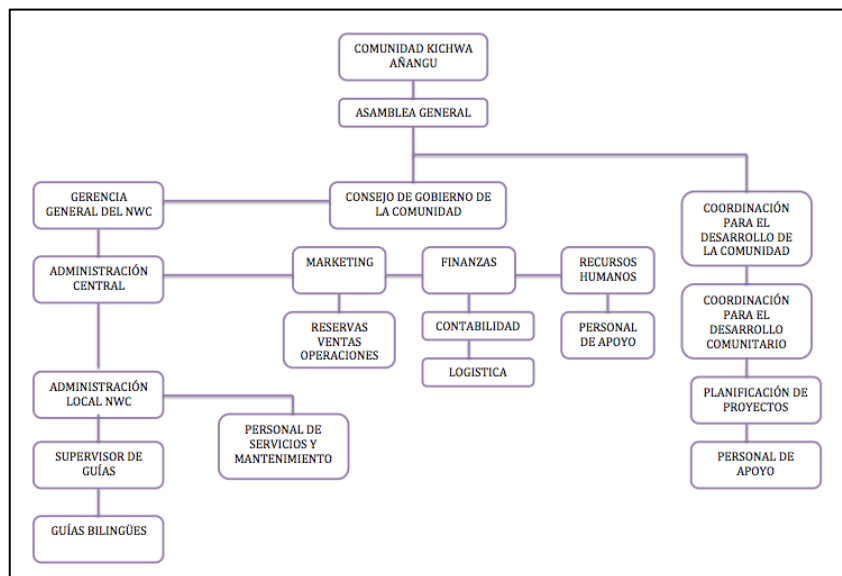 COMUNIDAD KICHWA
AÑANGU
ASAMBLEA GENERAL
GERENCIA
GENERAL DEL NWC
CONSEJO DE GOBIERNO DE
LA COMUNIDAD
COORDINACIÓN
PARA EL
DESARROLLO DE
LA COMUNIDAD
ADMINISTRACIÓN
CENTRAL
MARKETING
FINANZAS
RECURSOS
HUMANOS
RESERVAS
VENTAS
OPERACIONES
CONTABILIDAD
LOGISTICA
PERSONAL
DE APOYO
COORDINACIÓN
PARA EL
DESARROLLO
COMUNITARIO
ADMINISTRACIÓN
LOCAL NWC
PERSONAL DE
SERVICIOS Y
MANTENIMIENTO
PLANIFICACIÓN DE
PROYECTOS
SUPERVISOR DE
GUÍAS
PERSONAL DE
APOYO
GUÍAS BILINGÜES